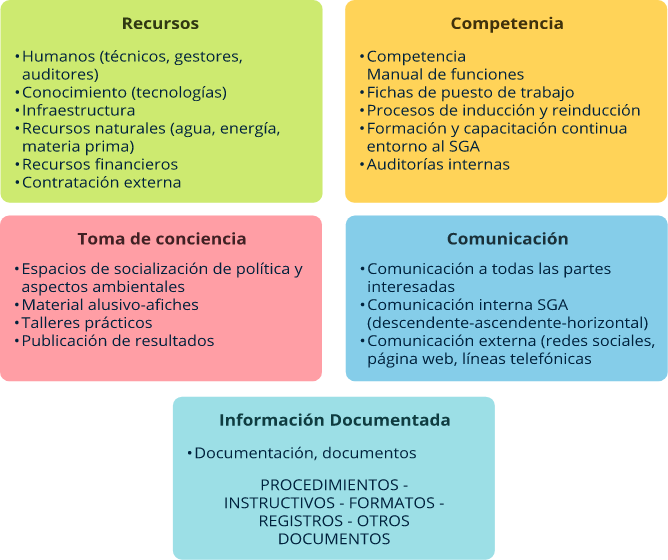 Recursos
•Humanos (técnicos, gestores,
auditores)
•Conocimiento (tecnologías)
•Infraestructura
•Recursos naturales (agua, energía,
materia prima)
•Recursos financieros
•Contratación externa
Competencia
•Competencia
Manual de funciones
•Fichas de puesto de trabajo
•Procesos de inducción y reinducción
•Formación y capacitación continua
entorno al SGA
•Auditorías internas
Toma de conciencia
•Espacios de socialización de política y
aspectos ambientales
•Material alusivo-afiches
•Talleres prácticos
•Publicación de resultados
Comunicación
•Comunicación a todas las partes
interesadas
•Comunicación interna SGA
(descendente-ascendente-horizontal)
•Comunicación externa (redes sociales,
página web, líneas telefónicas
Información Documentada
•Documentación, documentos
PROCEDIMIENTOS -
INSTRUCTIVOS - FORMATOS -
REGISTROS - OTROS
DOCUMENTOS